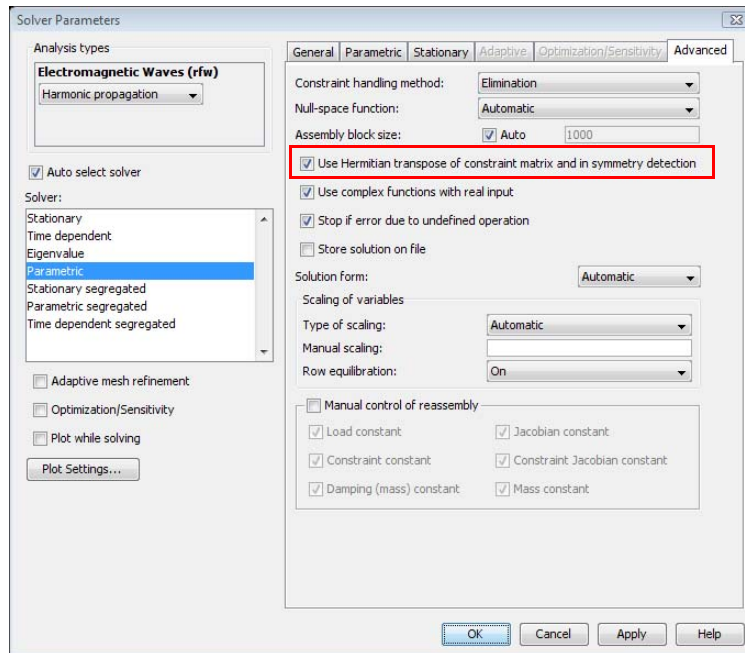 Solver Parameters
Analysis types
Electromagnetic Waves (rfw)
Harmonic propagation
Auto select solver
Solver:
Stationary
Time dependent
Eigenvalue
Parametric
Stationary segregated
Parametric segregated
Time dependent segregated
Adaptive mesh refinement
Optimization/Sensitivity
Plot while solving
Plot Settings...
General Parametric Stationary Adaptive Optimization/Sensitivity Advanced
Constraint handling method: Elimination
Null-space function: Automatic
Assembly block size: Auto 1000
Use Hermitian transpose of constraint matrix and in symmetry detection
Use complex functions with real input
Stop if error due to undefined operation
Store solution on file
Solution form: Automatic
Scaling of variables
Type of scaling: Automatic
Manual scaling:
Row equilibration: On
Manual control of reassembly
Load constant Jacobian constant
Constraint constant Constraint Jacobian constant
Damping (mass) constant Mass constant
OK Cancel Apply Help